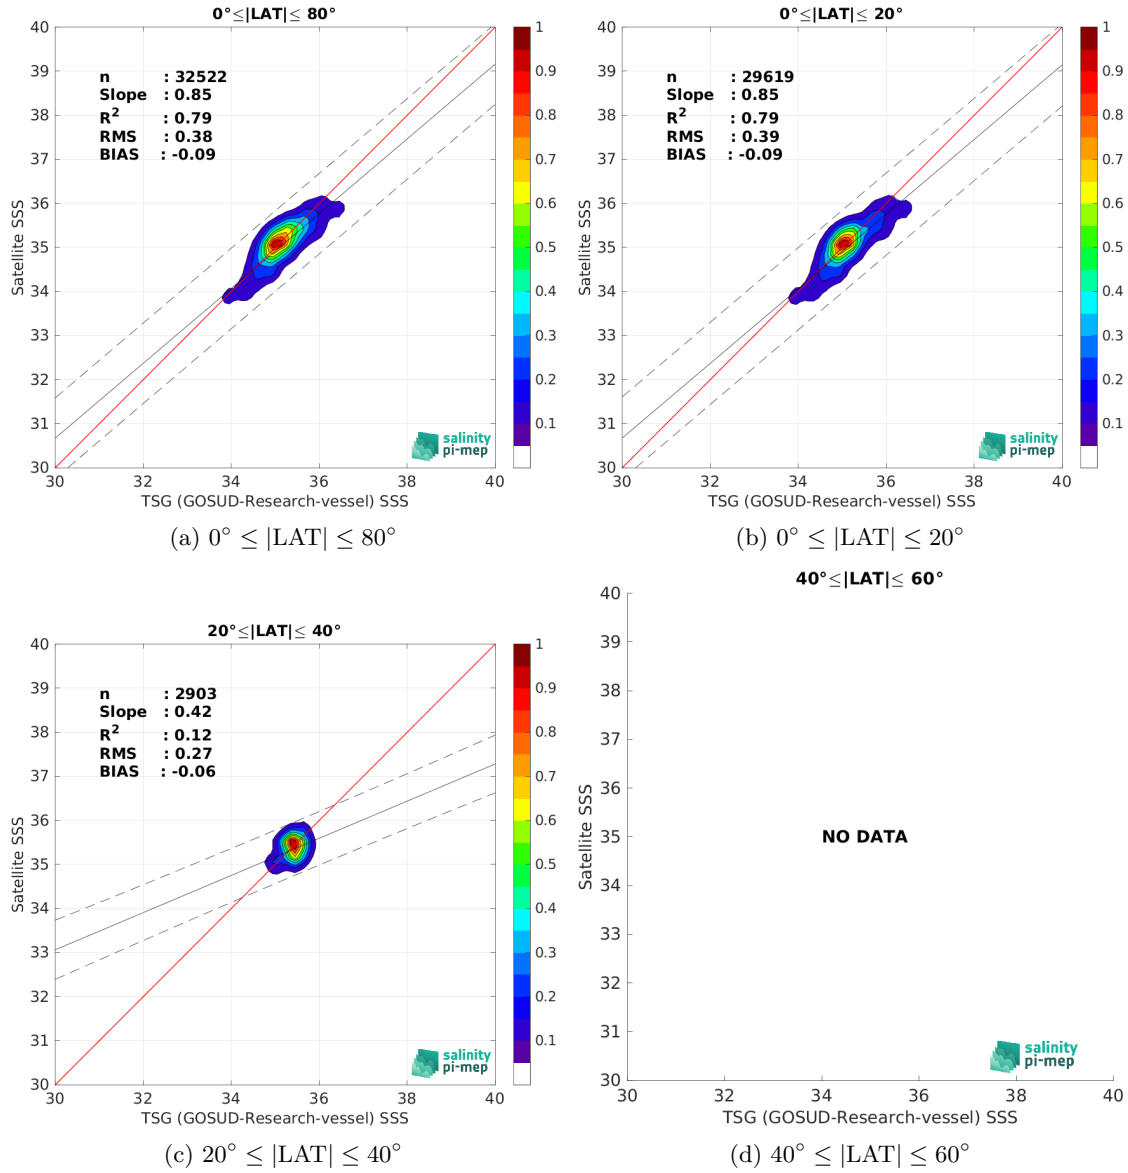 0°≤|LAT|≤ 80°
40
39
38
37
36
35
34
33
32
31
30
Satellite SSS
n : 32522
Slope : 0.85
R² : 0.79
RMS : 0.38
BIAS : -0.09
salinity
pi-mep
30 32 34 36 38 40
TSG (GOSUD-Research-vessel) SSS
1
0.9
0.8
0.7
0.6
0.5
0.4
0.3
0.2
0.1
(a) 0° ≤ |LAT| ≤ 80°
0°≤|LAT|≤ 20°
40
39
38
37
36
35
34
33
32
31
30
Satellite SSS
n : 29619
Slope : 0.85
R² : 0.79
RMS : 0.39
BIAS : -0.09
salinity
pi-mep
30 32 34 36 38 40
TSG (GOSUD-Research-vessel) SSS
1
0.9
0.8
0.7
0.6
0.5
0.4
0.3
0.2
0.1
(b) 0° ≤ |LAT| ≤ 20°
20°≤|LAT|≤ 40°
40
39
38
37
36
35
34
33
32
31
30
Satellite SSS
n : 2903
Slope : 0.42
R² : 0.12
RMS : 0.27
BIAS : -0.06
salinity
pi-mep
30 32 34 36 38 40
TSG (GOSUD-Research-vessel) SSS
1
0.9
0.8
0.7
0.6
0.5
0.4
0.3
0.2
0.1
(c) 20° ≤ |LAT| ≤ 40°
40°≤|LAT|≤ 60°
40
39
38
37
36
35
34
33
32
31
30
Satellite SSS
NO DATA
salinity
pi-mep
30 32 34 36 38 40
TSG (GOSUD-Research-vessel) SSS
(d) 40° ≤ |LAT| ≤ 60°